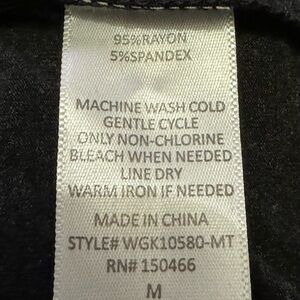 95%RAYON
5%SPANDEX
MACHINE WASH COLD
GENTLE CYCLE
ONLY NON-CHLORINE
BLEACH WHEN NEEDED
LINE DRY
WARM IRON IF NEEDED
MADE IN CHINA
STYLE# WGK10580-MT
RN# 150466
M